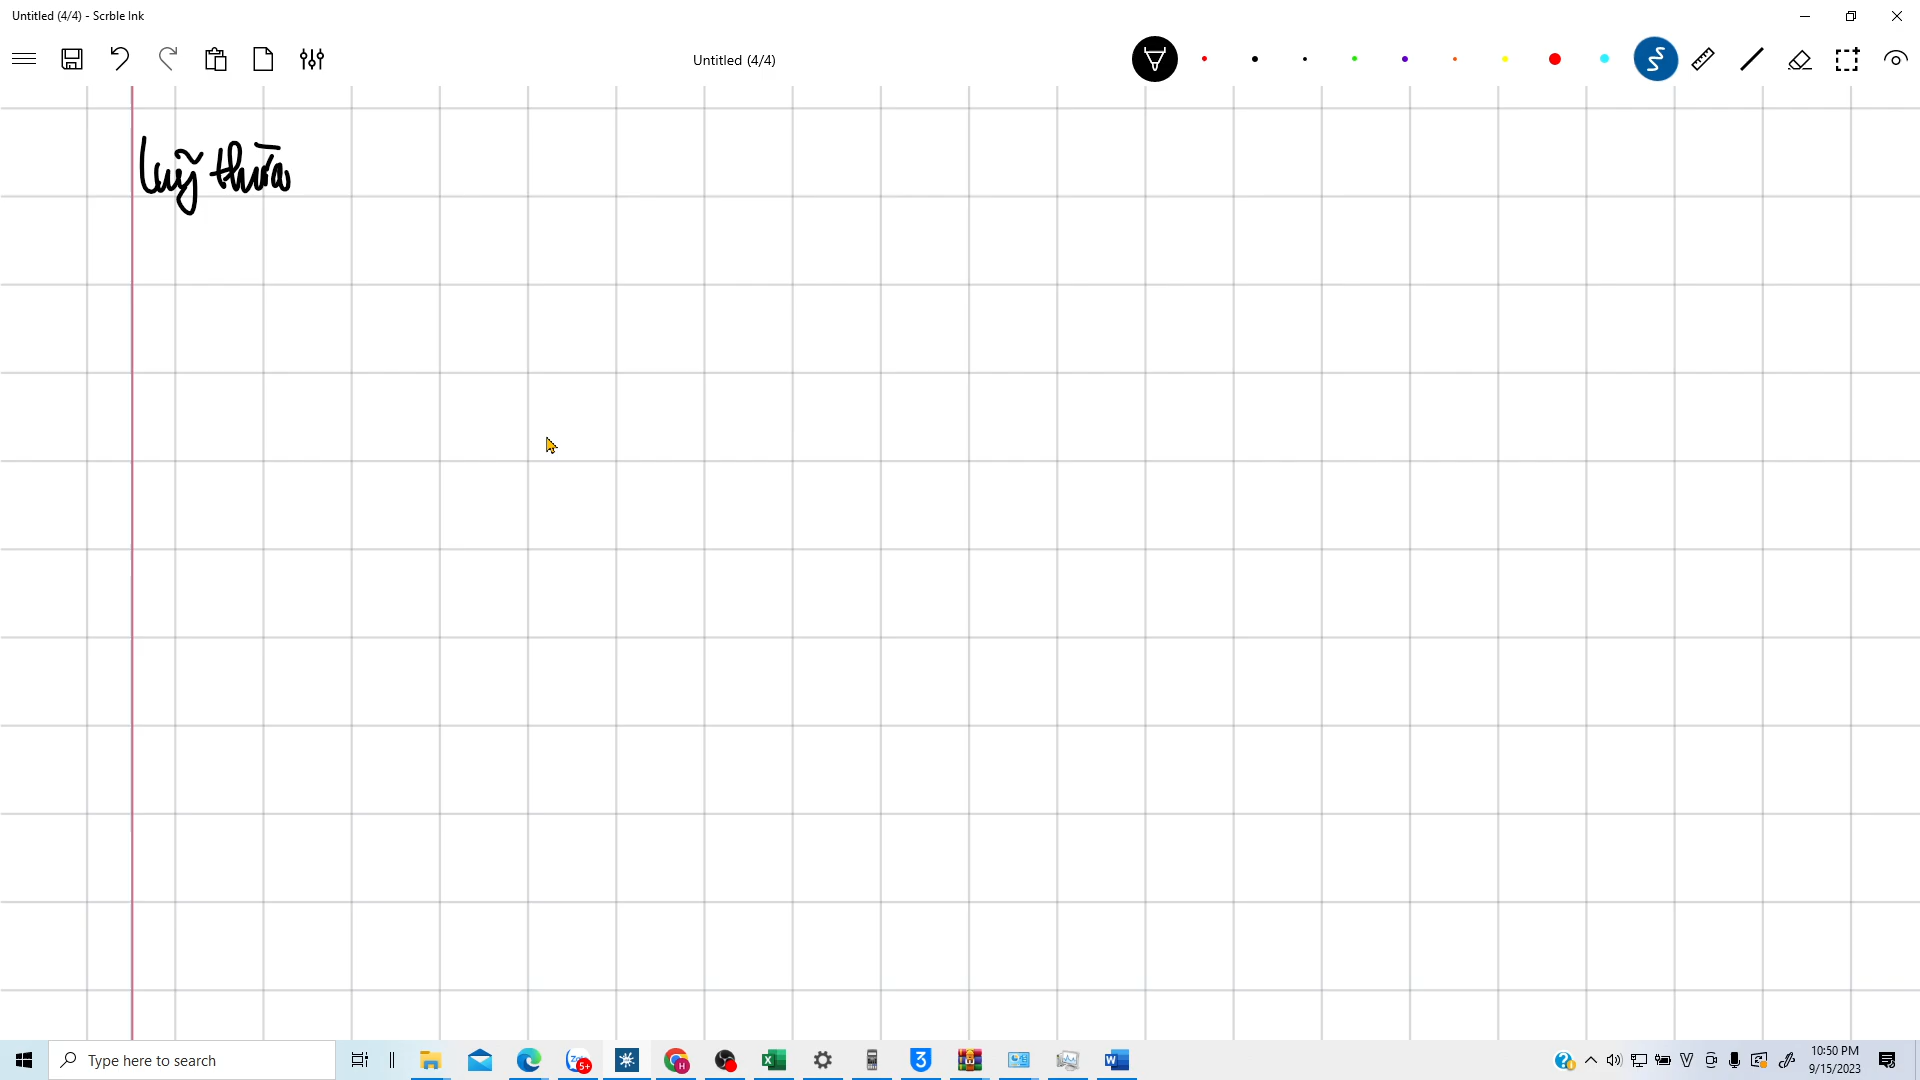 Untitled (4/4) - Scrble Ink
Untitled (4/4)
Luỹ thừa
Type here to search
10:50 PM
9/15/2023